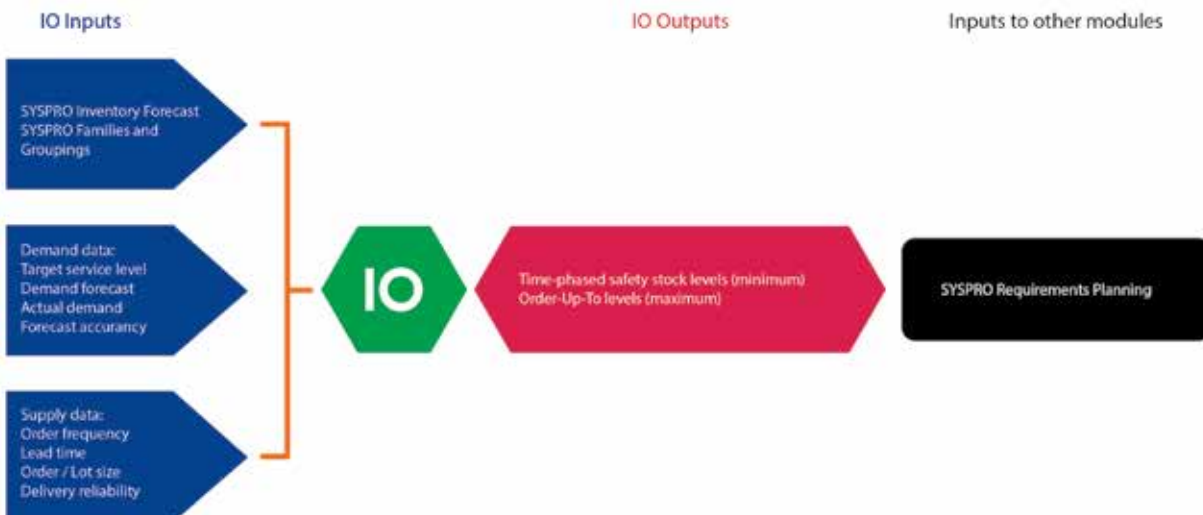 IO Inputs
IO Outputs
Inputs to other modules
SYSPRO Inventory Forecast
SYSPRO Families and
Groupings
Demand data:
Target service level
Demand forecast
Actual demand
Forecast accurancy
Supply data:
Order frequency
Lead time
Order / Lot size
Delivery reliability
IO
Time-phased safety stock levels (minimum)
Order-Up-To levels (maximum)
SYSPRO Requirements Planning